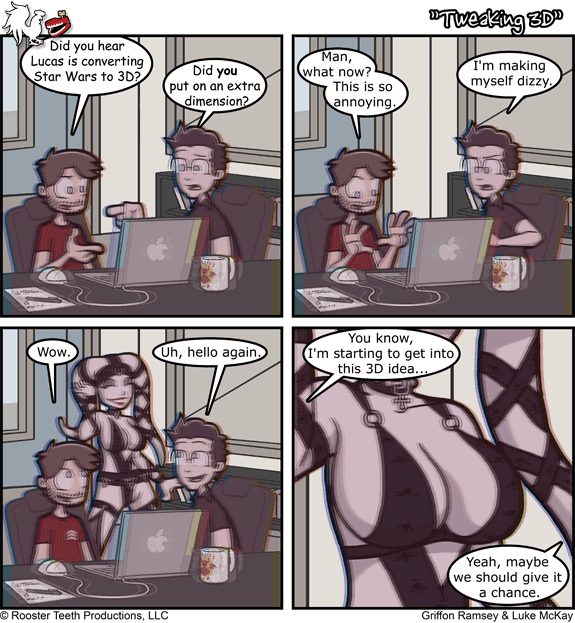 "Tweaking 3D"
Did you hear
Lucas is converting
Star Wars to 3D?
Did you
put on an extra
dimension?
Man,
what now?
This is so
annoying.
I'm making
myself dizzy.
Wow.
Uh, hello again.
You know,
I'm starting to get into
this 3D idea...
Yeah, maybe
we should give it
a chance.
© Rooster Teeth Productions, LLC
Griffon Ramsey & Luke McKay